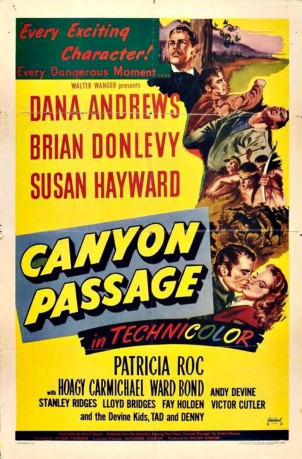 Every Exciting
Character!
Every Dangerous Moment....
WALTER WANGER presents
DANA ANDREWS
BRIAN DONLEVY
SUSAN HAYWARD
CANYON
PASSAGE
in TECHNICOLOR
PATRICIA ROC
with HOAGY CARMICHAEL WARD BOND ANDY DEVINE
STANLEY RIDGES LLOYD BRIDGES FAY HOLDEN VICTOR CUTLER
and the Devine Kids, TAD and DENNY